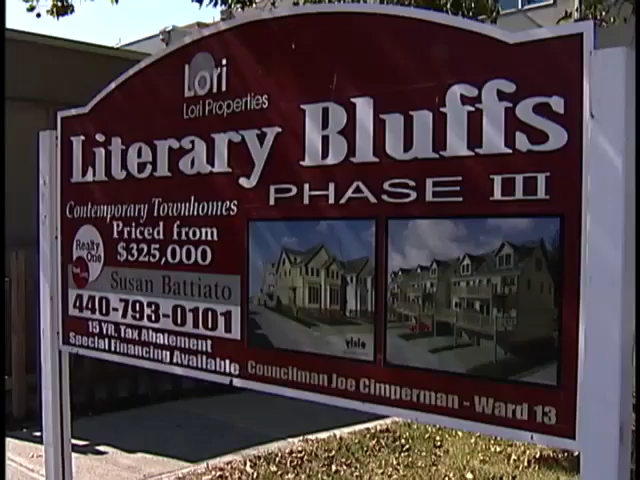 Lori
Lori Properties
Literary Bluffs
PHASE III
Contemporary Townhomes
Priced from
$325,000
Realty
One
Susan Battiato
440-793-0101
15 YR. Tax Abatement
Special Financing Available
Councilman Joe Cimperman - Ward 13